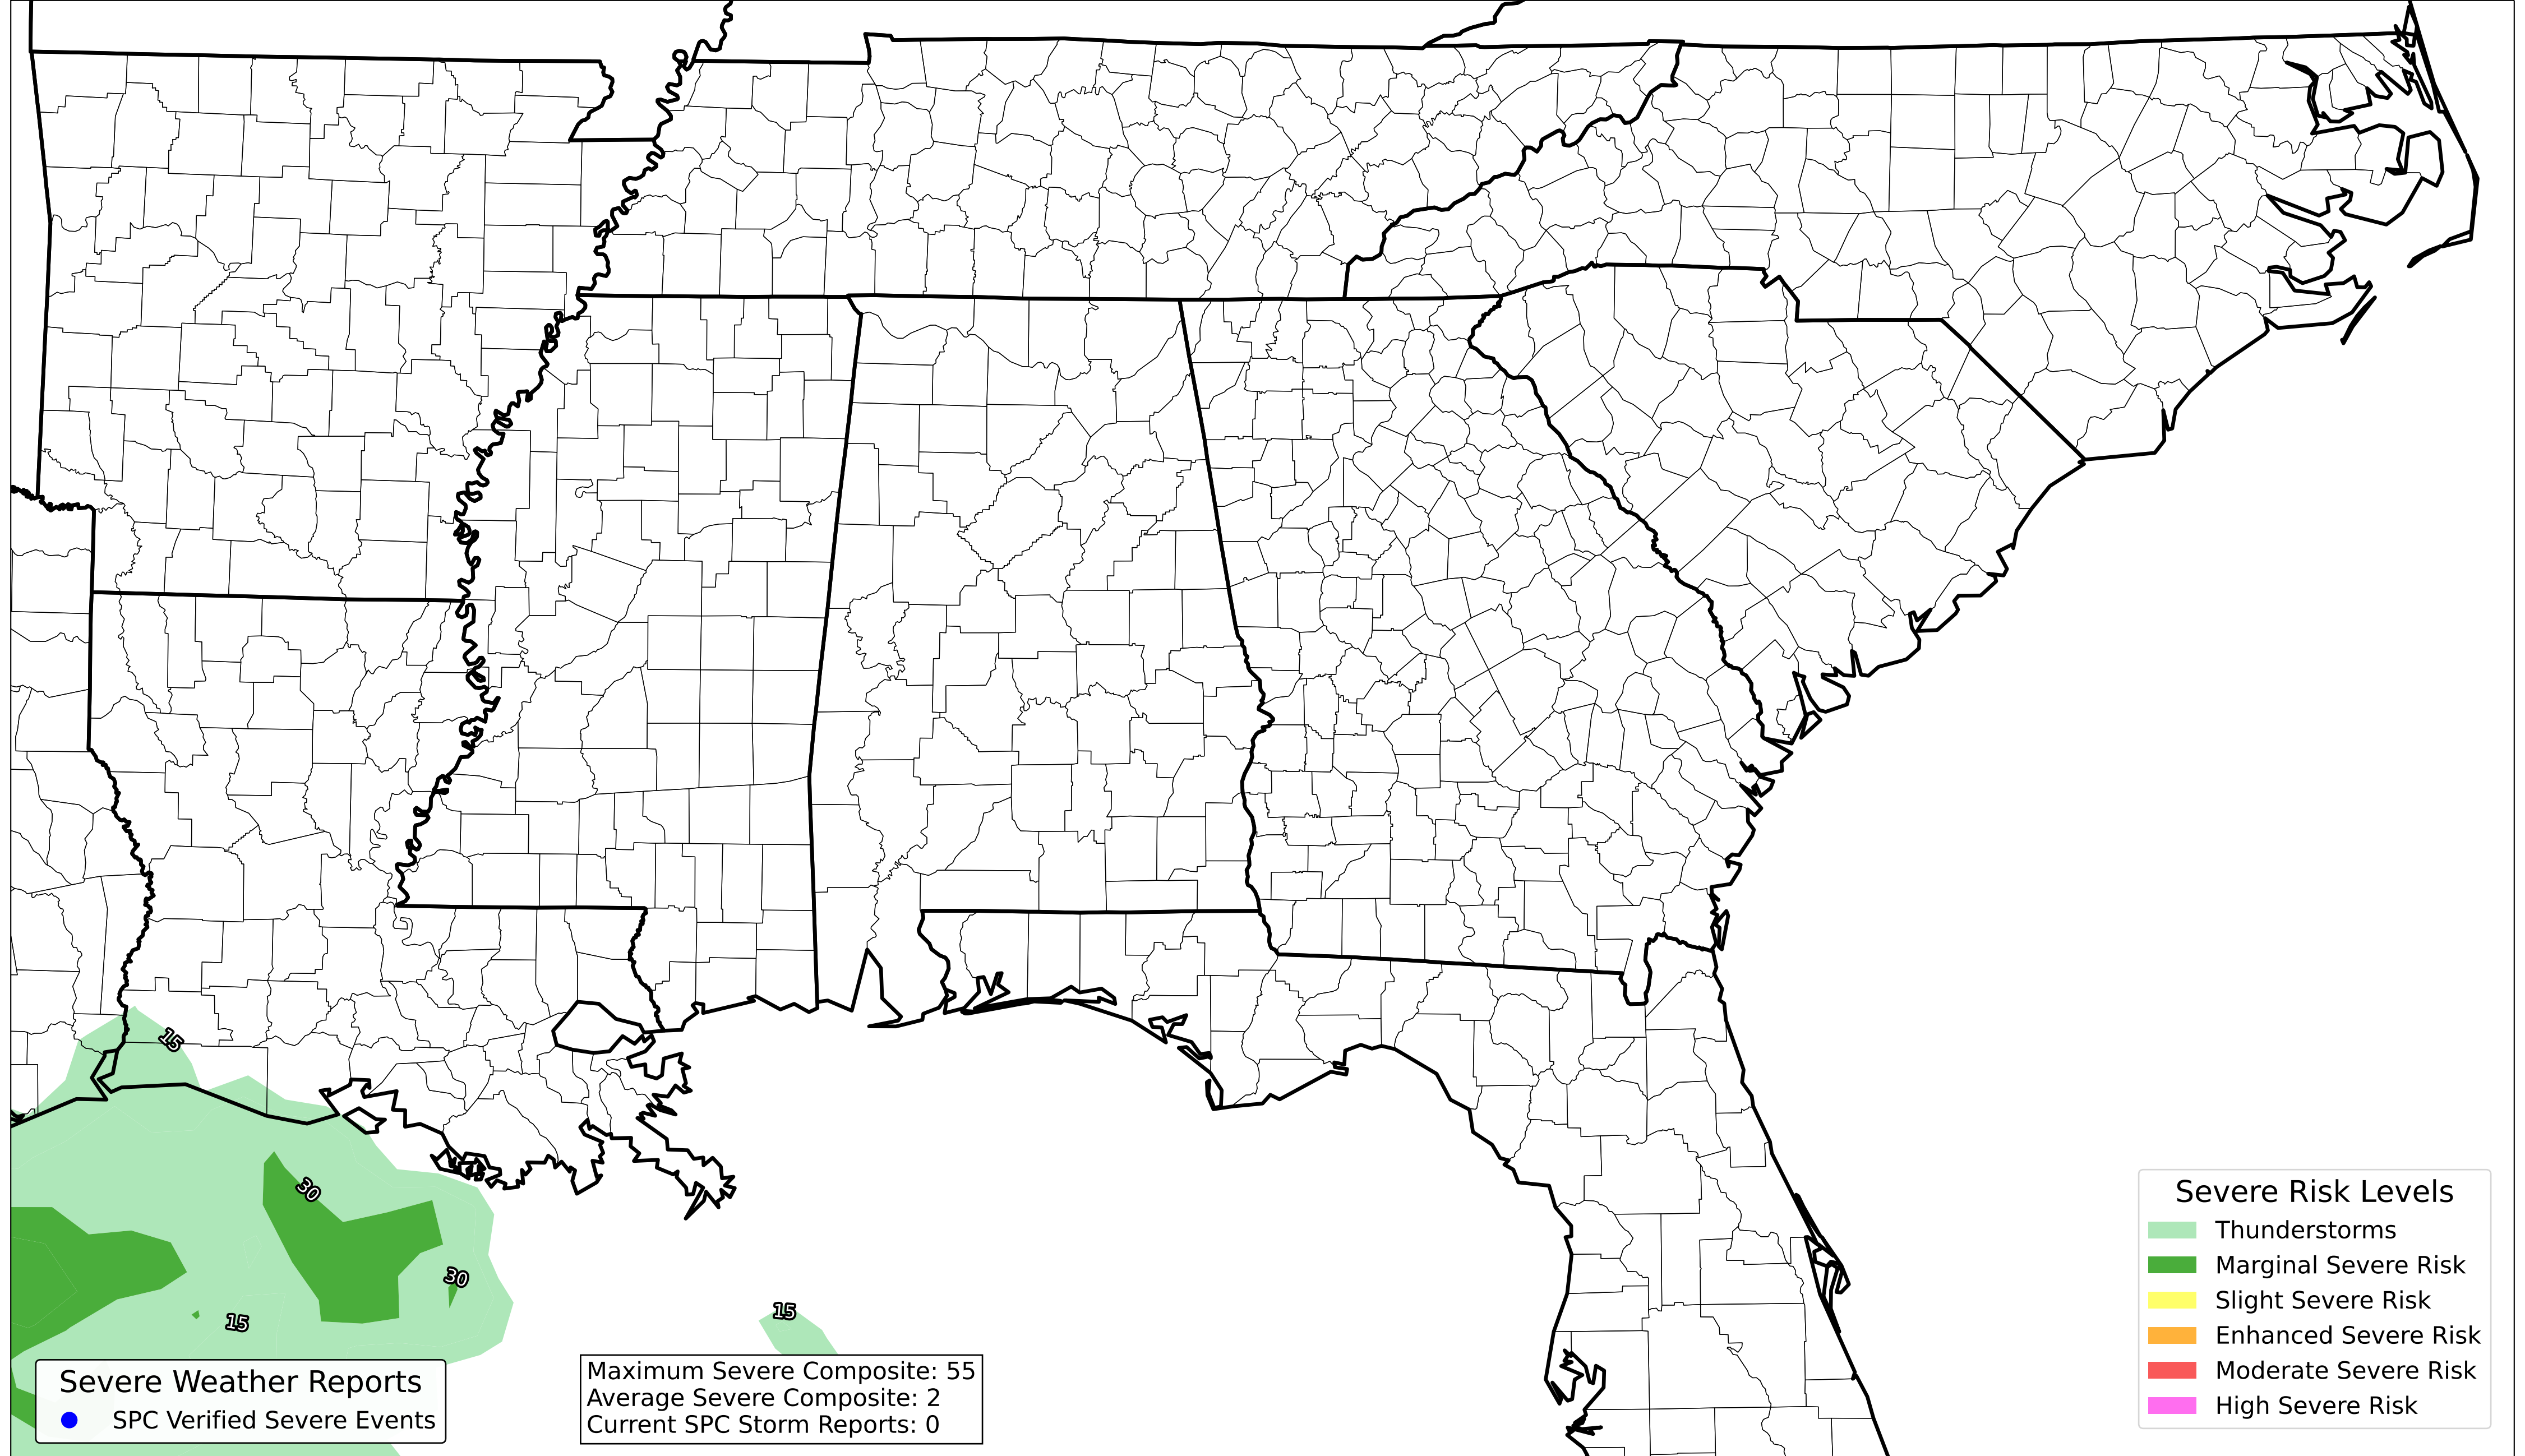 15
30
30
15
15
Severe Weather Reports
SPC Verified Severe Events
Maximum Severe Composite: 55
Average Severe Composite: 2
Current SPC Storm Reports: 0
Severe Risk Levels
Thunderstorms
Marginal Severe Risk
Slight Severe Risk
Enhanced Severe Risk
Moderate Severe Risk
High Severe Risk